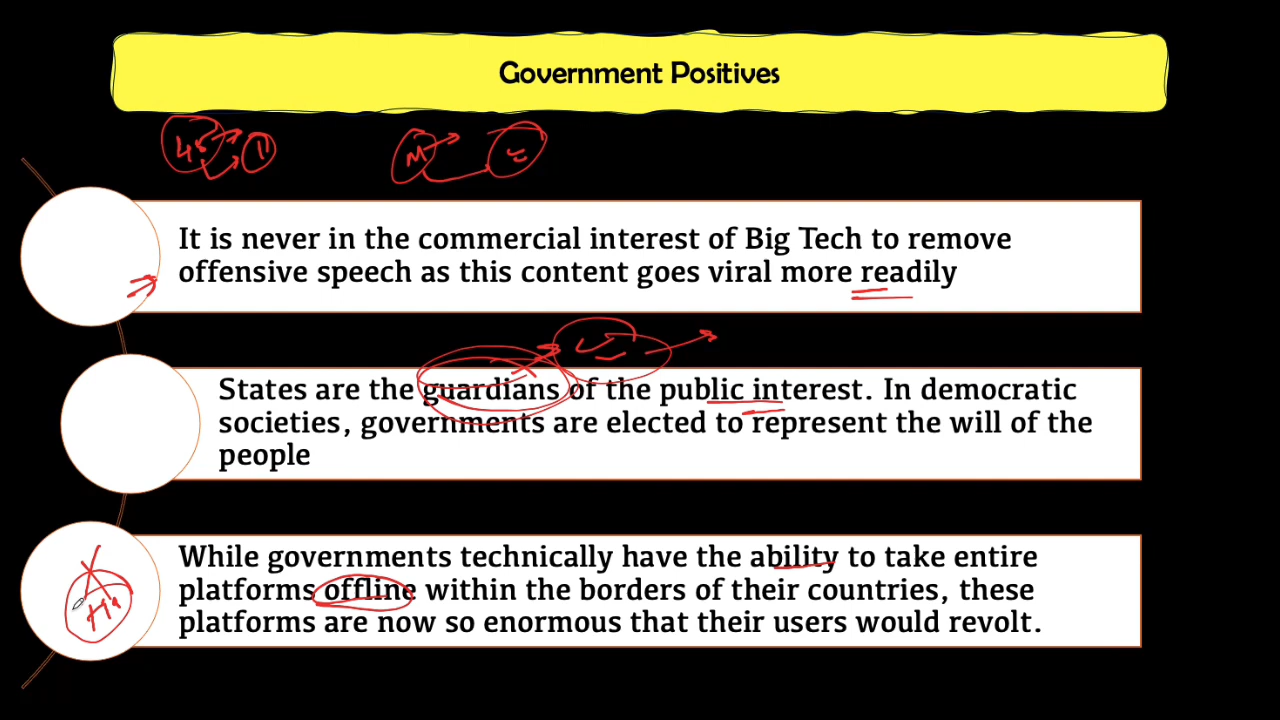 Government Positives
It is never in the commercial interest of Big Tech to remove
offensive speech as this content goes viral more readily
States are the guardians of the public interest. In democratic
societies, governments are elected to represent the will of the
people
While governments technically have the ability to take entire
platforms offline within the borders of their countries, these
platforms are now so enormous that their users would revolt.